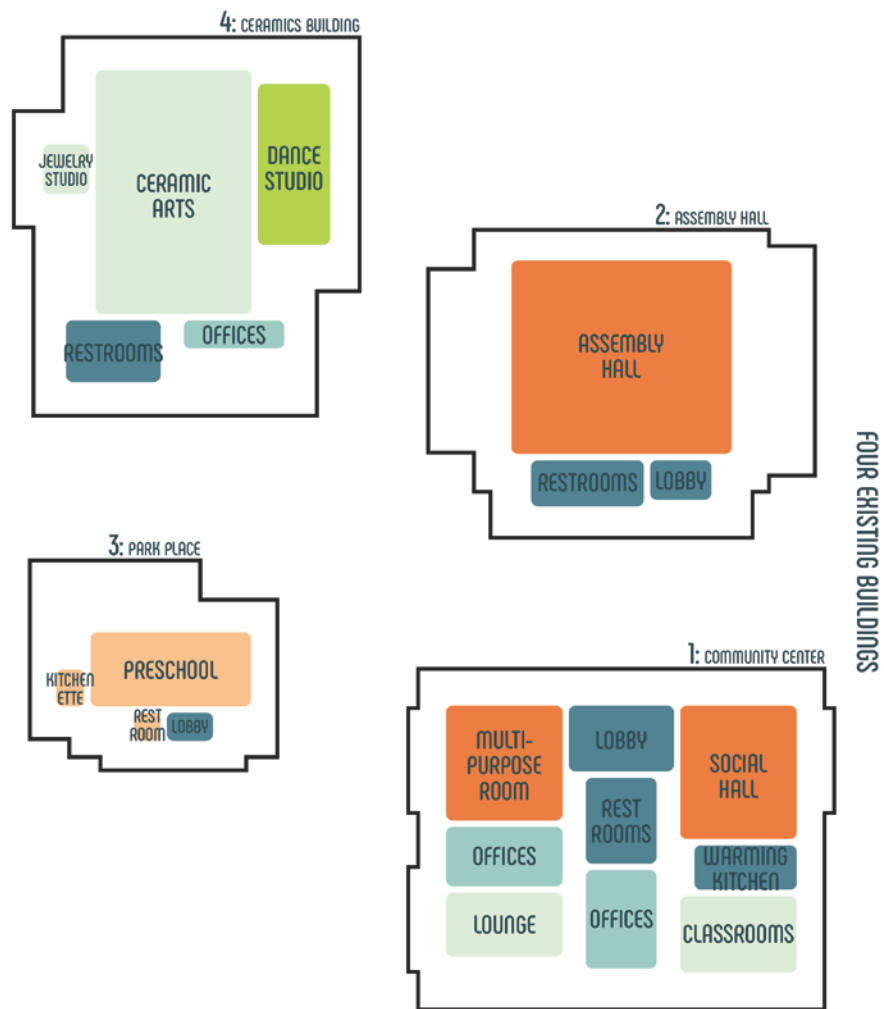 4: CERAMICS BUILDING
JEWELRY
STUDIO
CERAMIC
ARTS
DANCE
STUDIO
RESTROOMS
OFFICES
2: ASSEMBLY HALL
ASSEMBLY
HALL
RESTROOMS
LOBBY
FOUR EXISTING BUILDINGS
3: PARK PLACE
KITCHEN
ETTE
PRESCHOOL
REST
ROOM
LOBBY
1: COMMUNITY CENTER
MULTI-
PURPOSE
ROOM
LOBBY
SOCIAL
HALL
REST
ROOMS
OFFICES
WARMING
KITCHEN
LOUNGE
OFFICES
CLASSROOMS